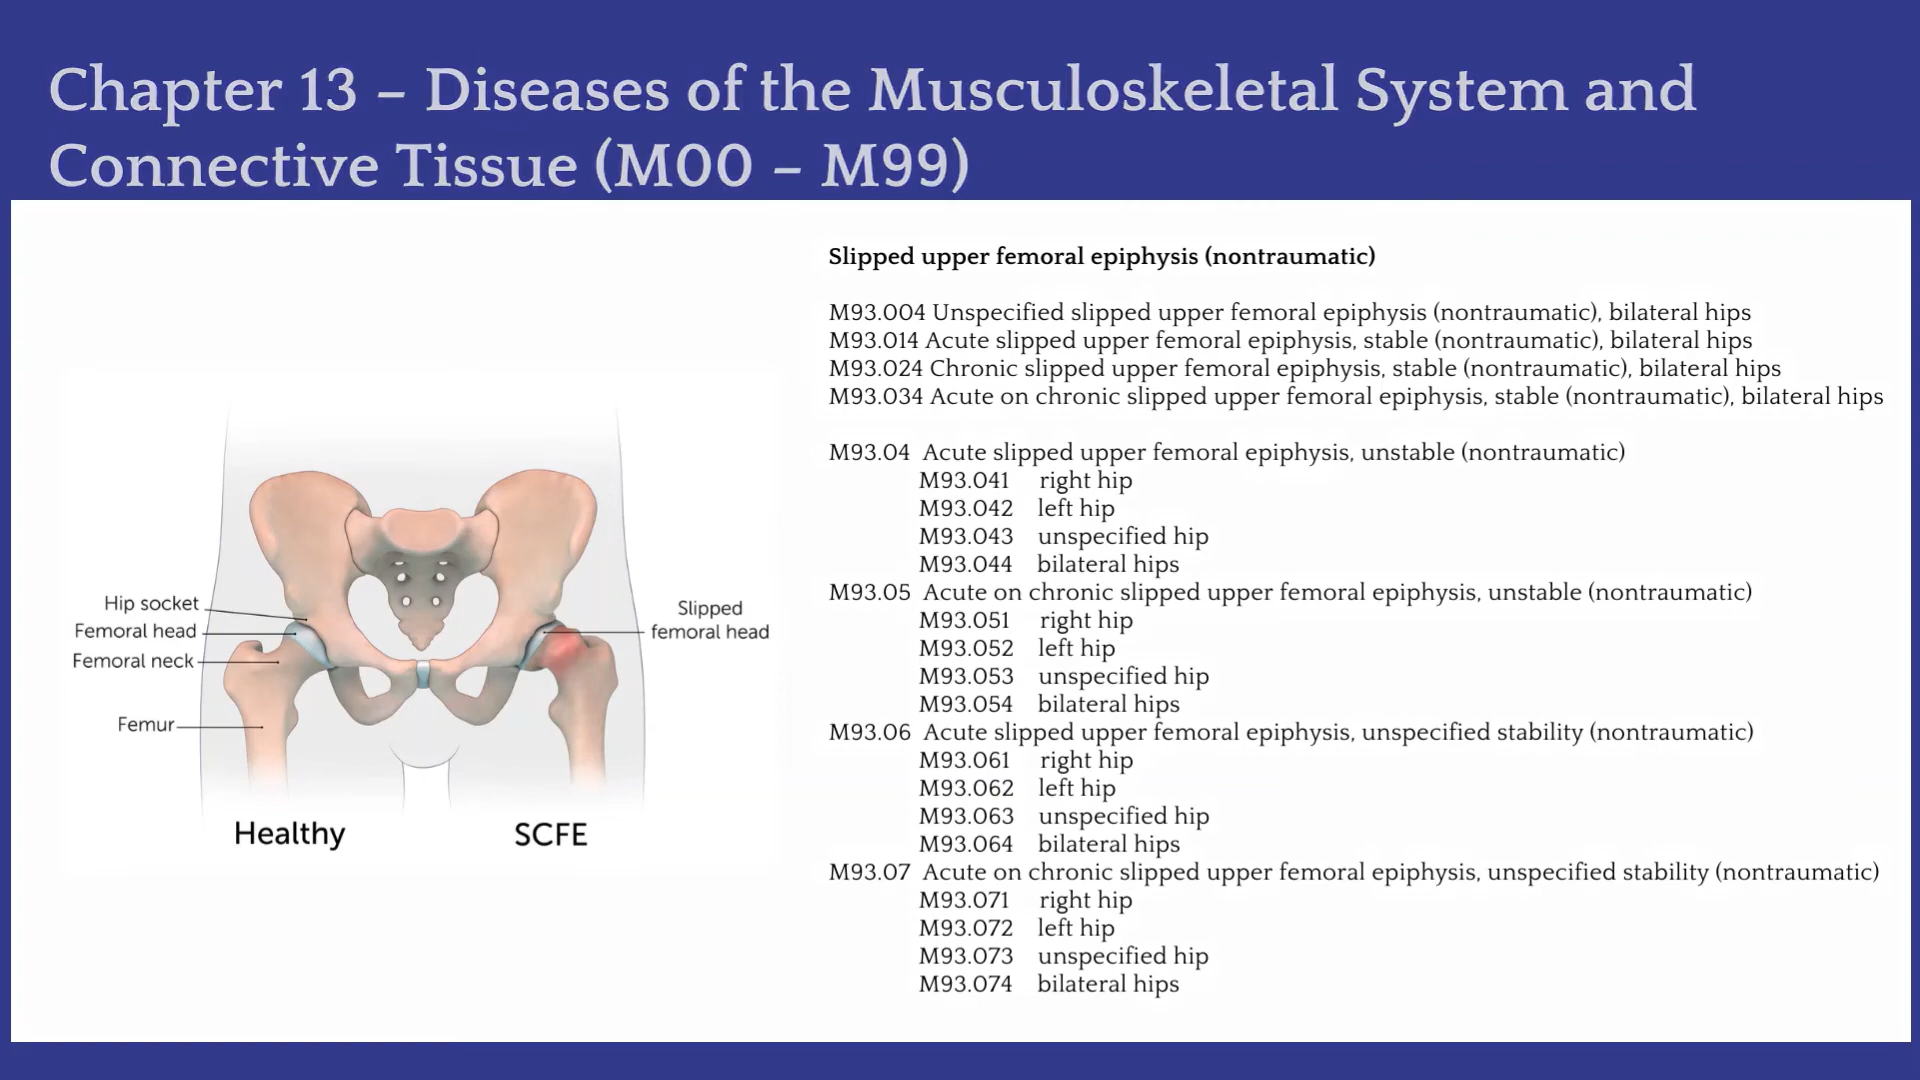 Chapter 13 – Diseases of the Musculoskeletal System and
Connective Tissue (M00 – M99)
Hip socket
Femoral head
Femoral neck
Femur
Slipped
femoral head
Healthy
SCFE
Slipped upper femoral epiphysis (nontraumatic)
M93.004 Unspecified slipped upper femoral epiphysis (nontraumatic), bilateral hips
M93.014 Acute slipped upper femoral epiphysis, stable (nontraumatic), bilateral hips
M93.024 Chronic slipped upper femoral epiphysis, stable (nontraumatic), bilateral hips
M93.034 Acute on chronic slipped upper femoral epiphysis, stable (nontraumatic), bilateral hips
M93.04 Acute slipped upper femoral epiphysis, unstable (nontraumatic)
M93.041 right hip
M93.042 left hip
M93.043 unspecified hip
M93.044 bilateral hips
M93.05 Acute on chronic slipped upper femoral epiphysis, unstable (nontraumatic)
M93.051 right hip
M93.052 left hip
M93.053 unspecified hip
M93.054 bilateral hips
M93.06 Acute slipped upper femoral epiphysis, unspecified stability (nontraumatic)
M93.061 right hip
M93.062 left hip
M93.063 unspecified hip
M93.064 bilateral hips
M93.07 Acute on chronic slipped upper femoral epiphysis, unspecified stability (nontraumatic)
M93.071 right hip
M93.072 left hip
M93.073 unspecified hip
M93.074 bilateral hips